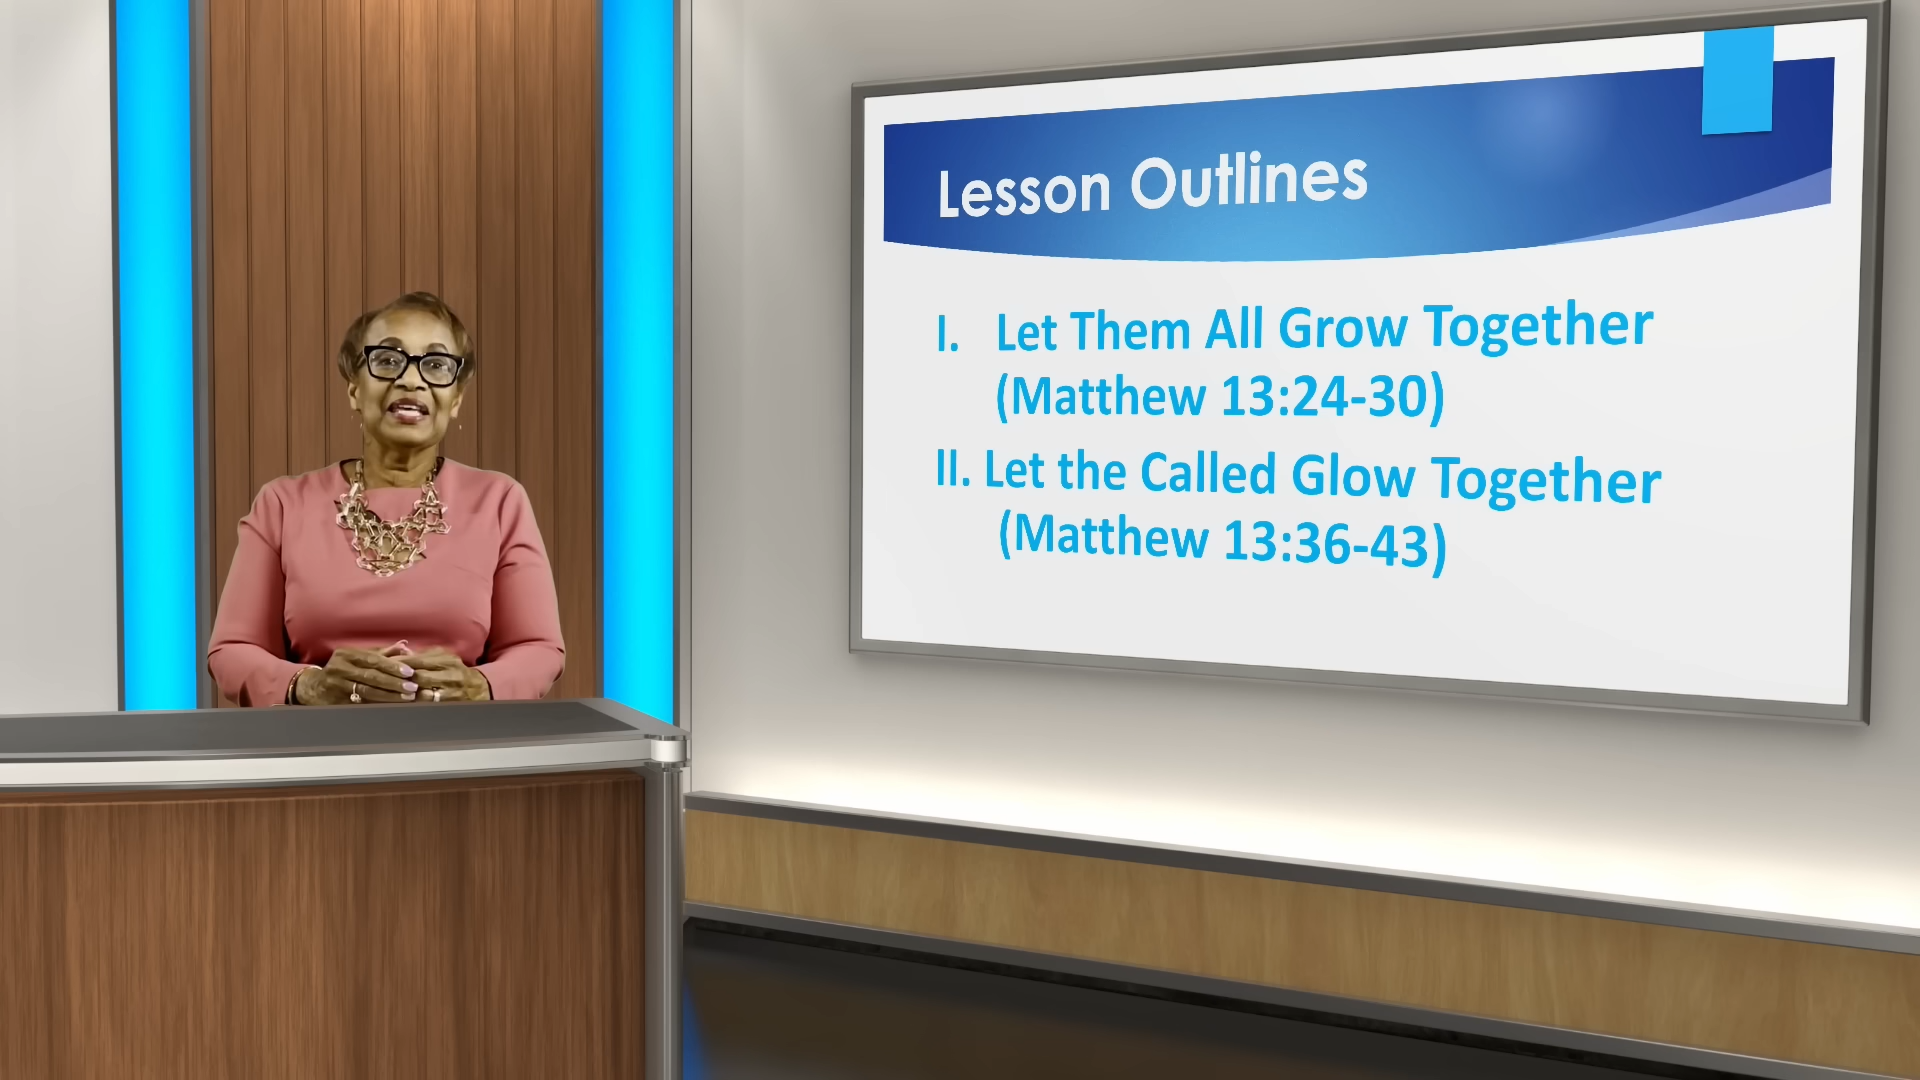 Lesson Outlines
I. Let Them All Grow Together
(Matthew 13:24-30)
II. Let the Called Glow Together
(Matthew 13:36-43)